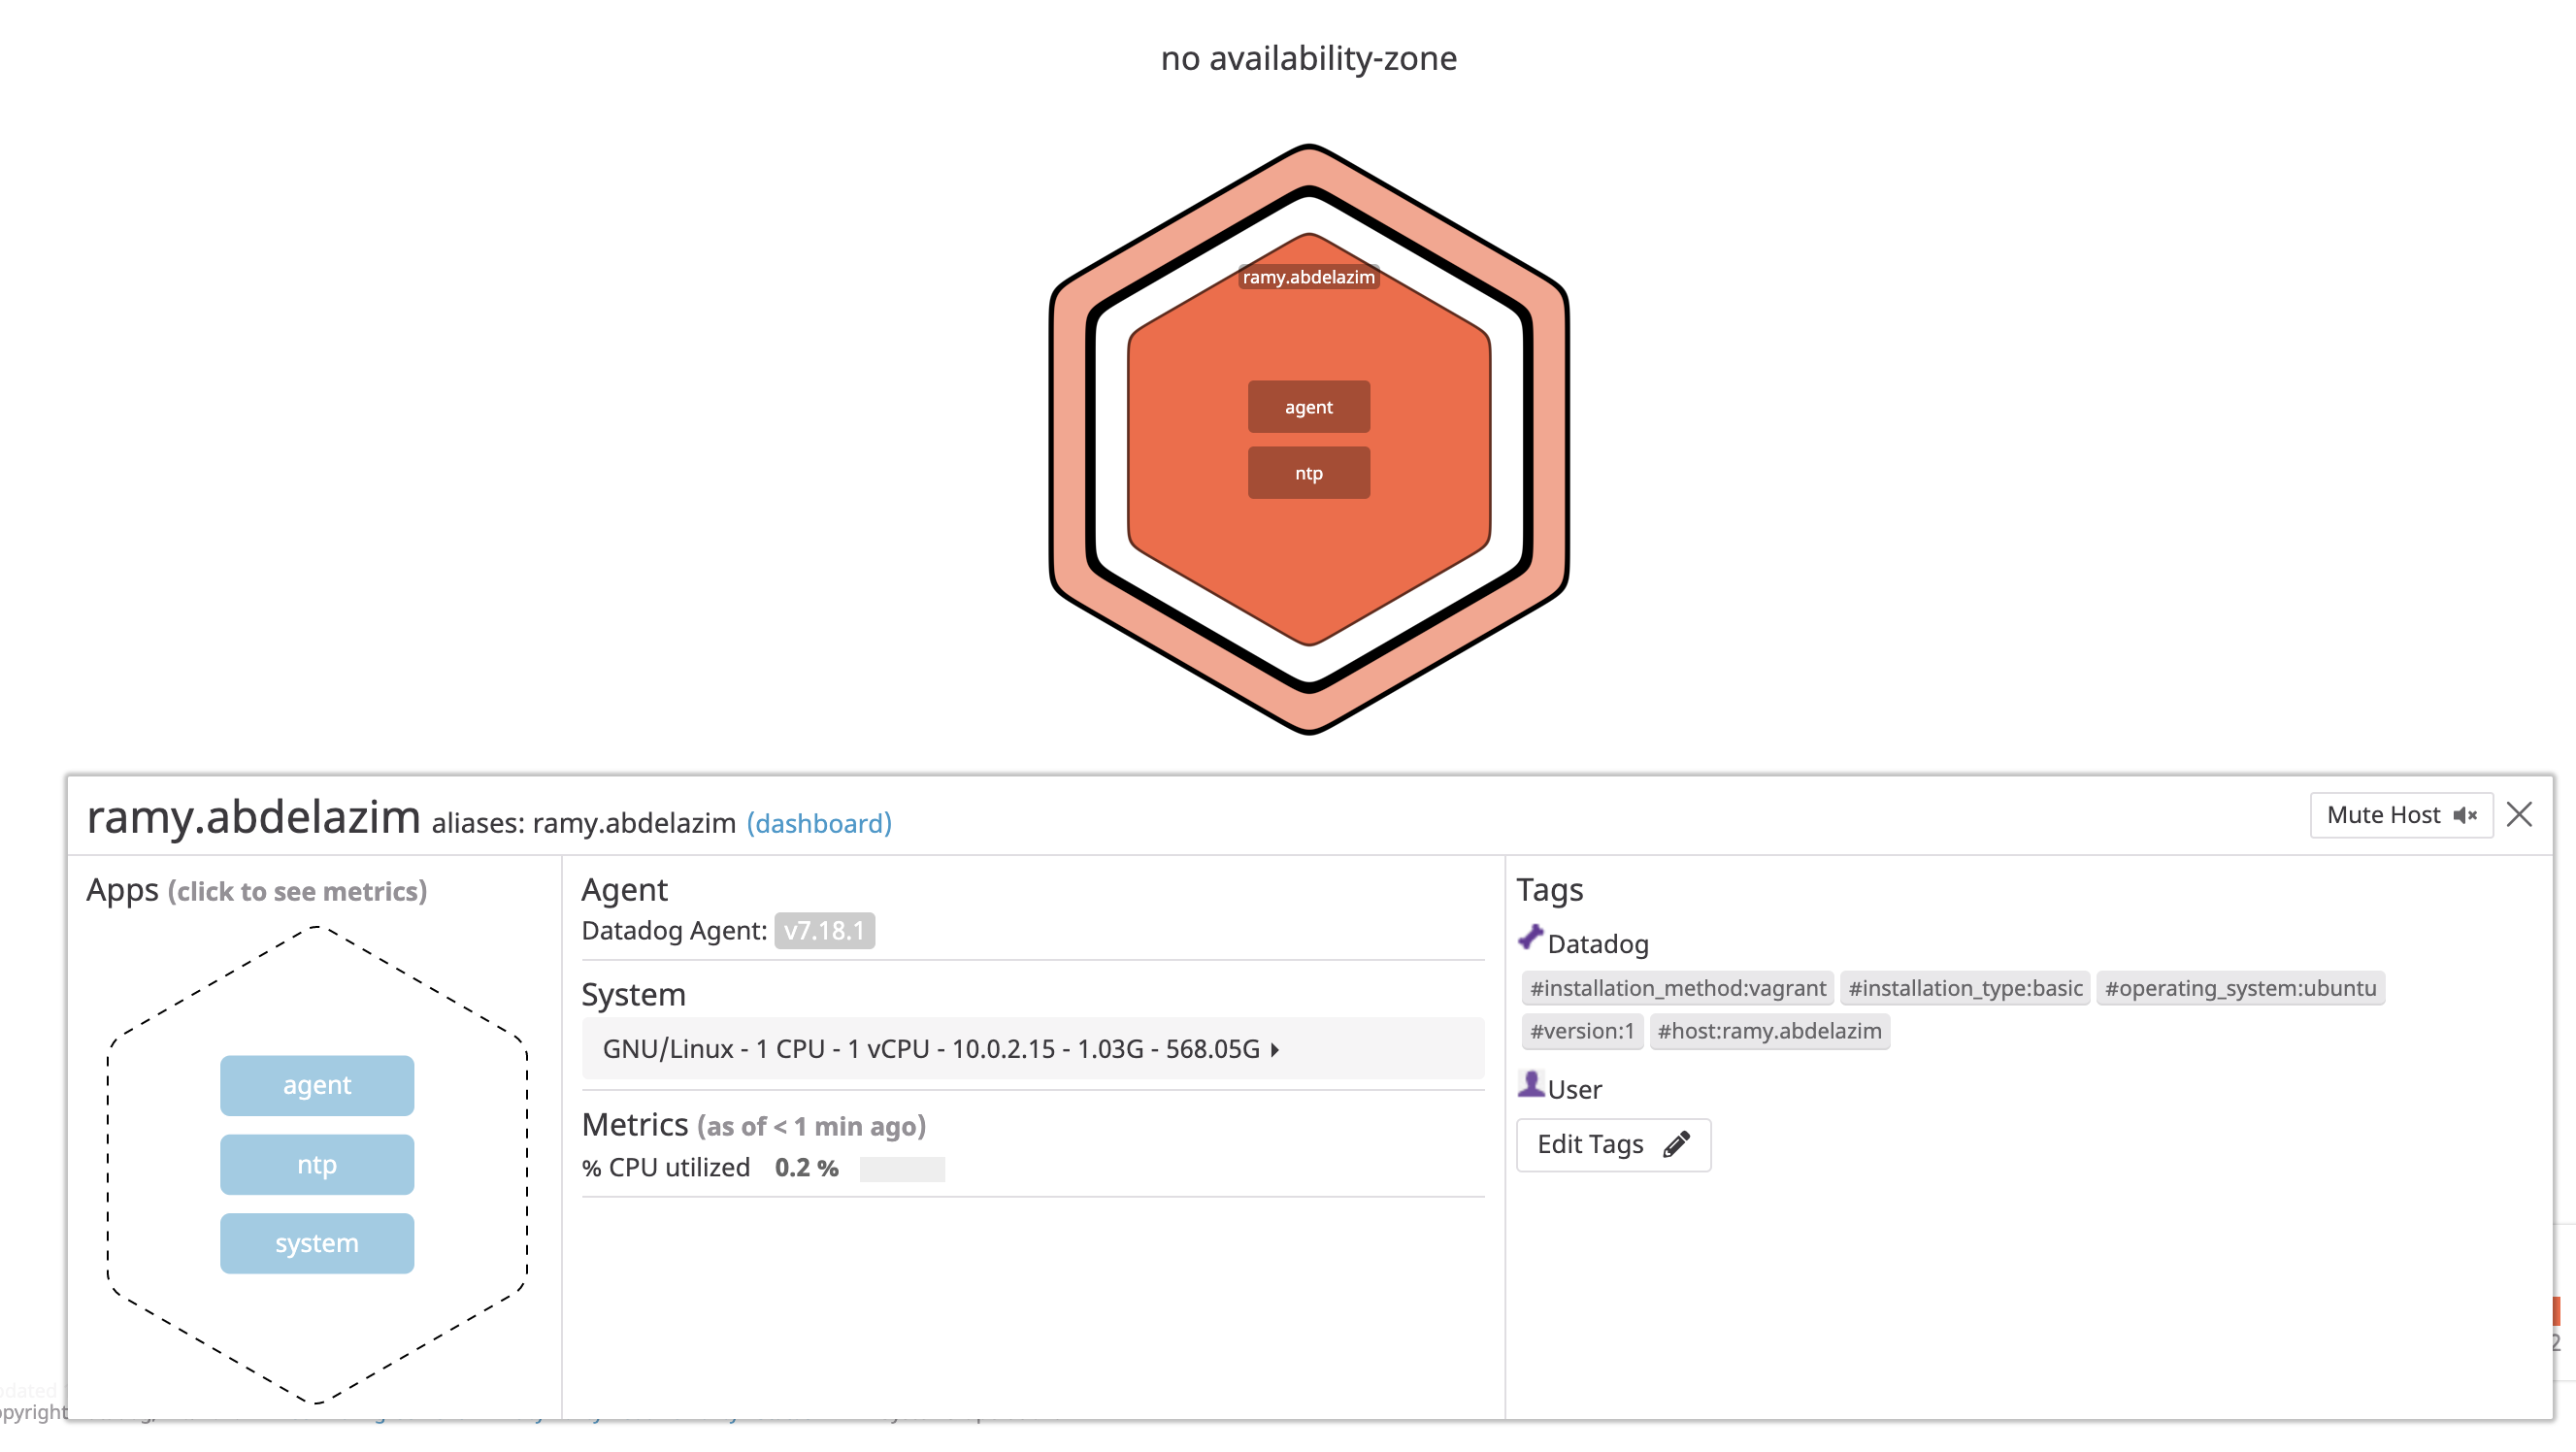 no availability-zone
ramy.abdelazim
agent
ntp
ramy.abdelazim aliases: ramy.abdelazim (dashboard)
Mute Host
Apps (click to see metrics)
agent
ntp
system
Agent
Datadog Agent: v7.18.1
System
GNU/Linux - 1 CPU - 1 vCPU - 10.0.2.15 - 1.03G - 568.05G
Metrics (as of < 1 min ago)
% CPU utilized 0.2 %
Tags
Datadog
#installation_method:vagrant #installation_type:basic #operating_system:ubuntu
#version:1 #host:ramy.abdelazim
User
Edit Tags
2